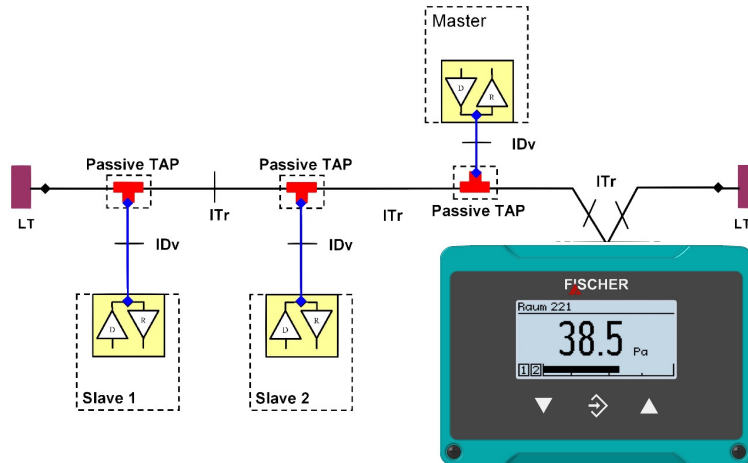 Master
D
R
IDv
Passive TAP
Passive TAP
ITr
LT
ITr
ITr
Passive TAP
LT
IDv
IDv
D
R
D
R
Slave 1
Slave 2
FISCHER
Raum 221
38.5 Pa
1 2